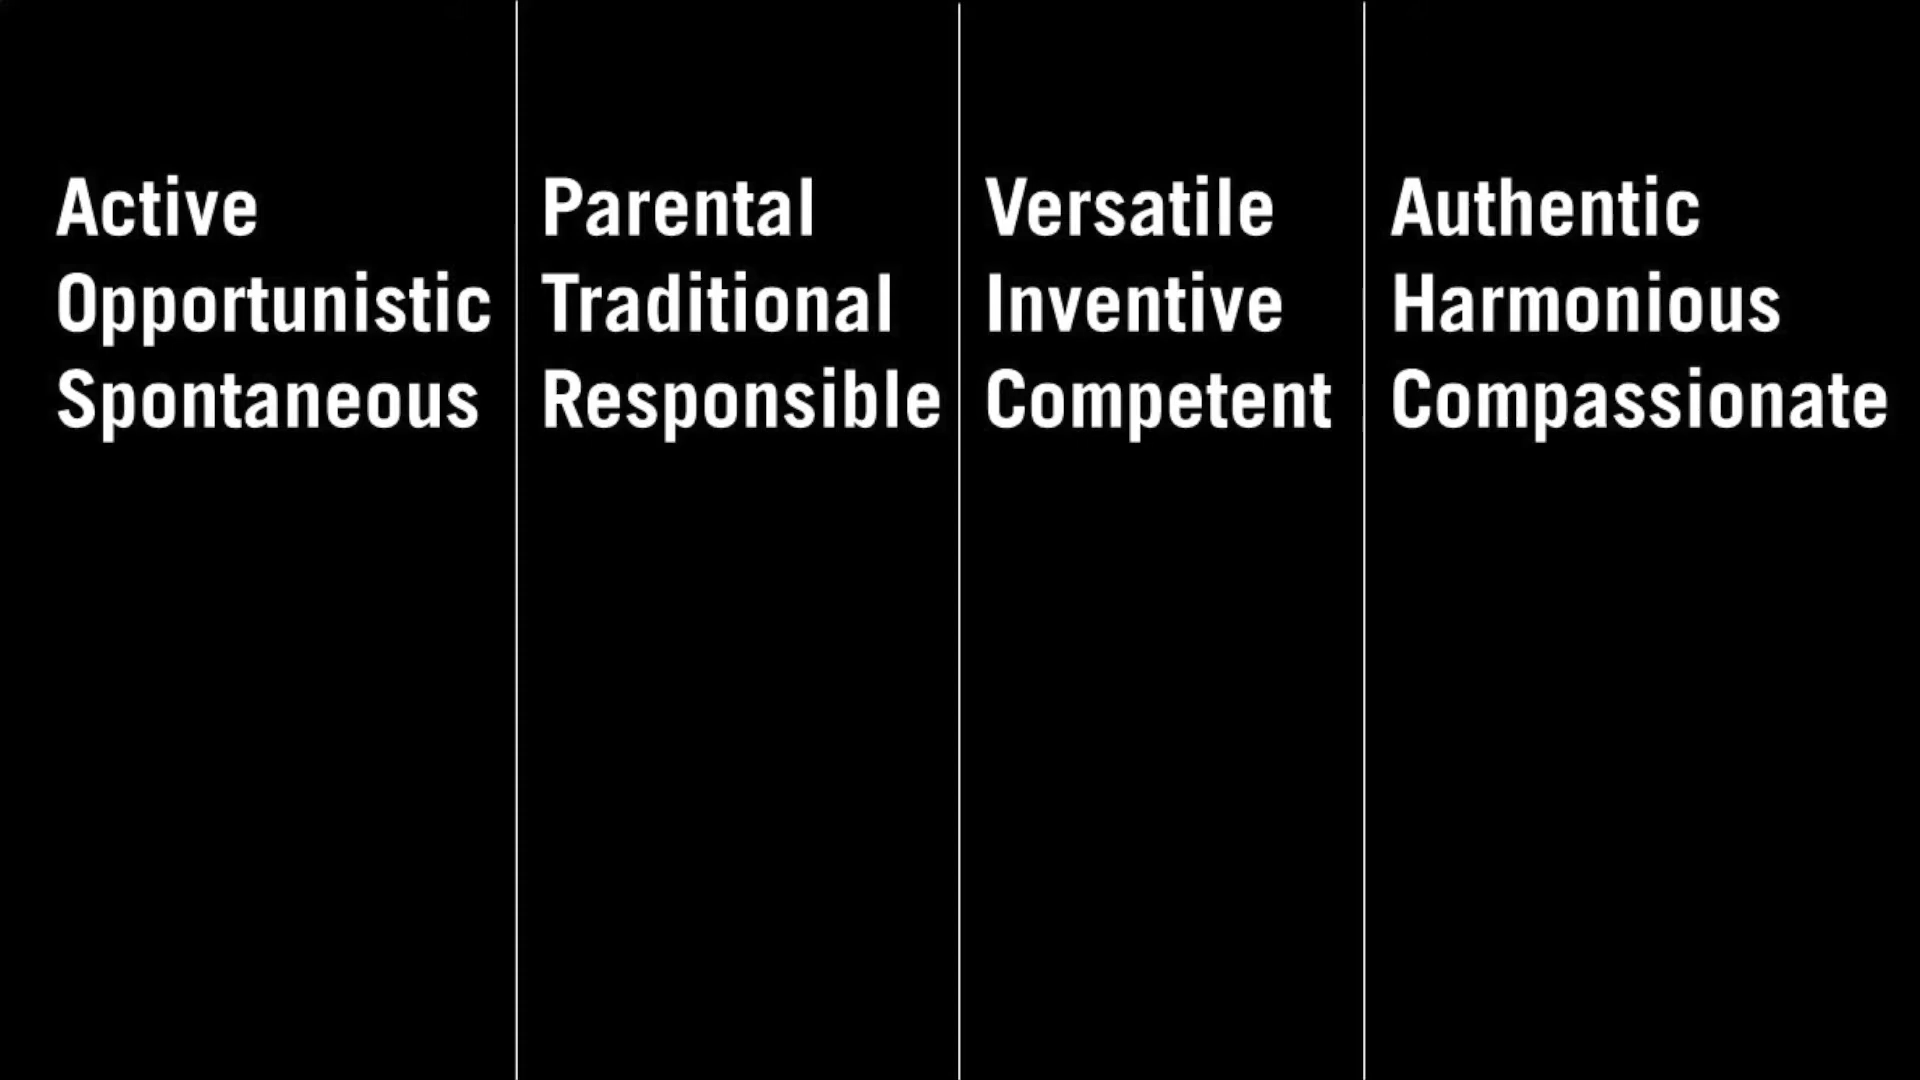 Active
Opportunistic
Spontaneous
Parental
Traditional
Responsible
Versatile
Inventive
Competent
Authentic
Harmonious
Compassionate